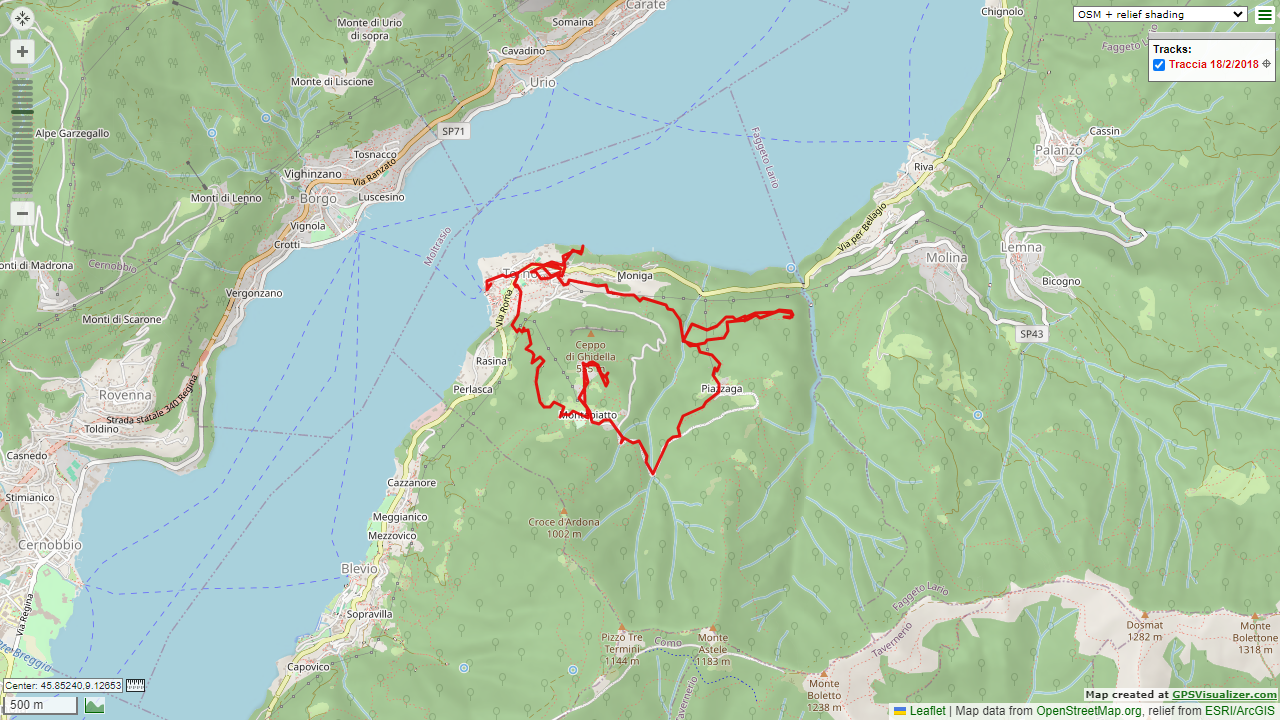 Carate
Chignolo
OSM + relief shading
Monte di Urio
di sopra
Somaina
Cavadino
Faggeto La
Tracks:
Traccia 18/2/2018
Monte di Liscione
Urio
SP71
Alpe Garzegallo
Cassin
Palanzo
Tosnacco
Faggeto Lario
Via Ranzato
Vighinzano
Riva
Borgo
Luscesino
Monti di Lenno
Vignola
Via per Bellagio
Crotti
Moltrasio
Lemna
Molina
onti di Madrona
Cernobbio
Torno
Moniga
Bicogno
Vergonzano
Via Roma
Monti di Scarone
SP43
Ceppo
di Ghidella
Rasina
Perlasca
Piazzaga
Rovenna
Strada statale 340 Regina
Montepiatto
Toldino
Casnedo
Cazzanore
Stimianico
Meggianico
Croce d'Ardona
1002 m
Mezzovico
Cernobbio
Blevio
Via Regina
Sopravilla
Faggeto Lario
Tavernerio
Dosmat
1282 m
Monte
Bolettone
1318 m
Pizzo Tre
Termini
1144 m
Como
Monte
Astele
1183 m
Capovico
Tavernerio
Monte
Boletto
1238 m
re Breggia
Center: 45.85240,9.12653
500 m
Map created at GPSVisualizer.com
Leaflet | Map data from OpenStreetMap.org, relief from ESRI/ArcGIS